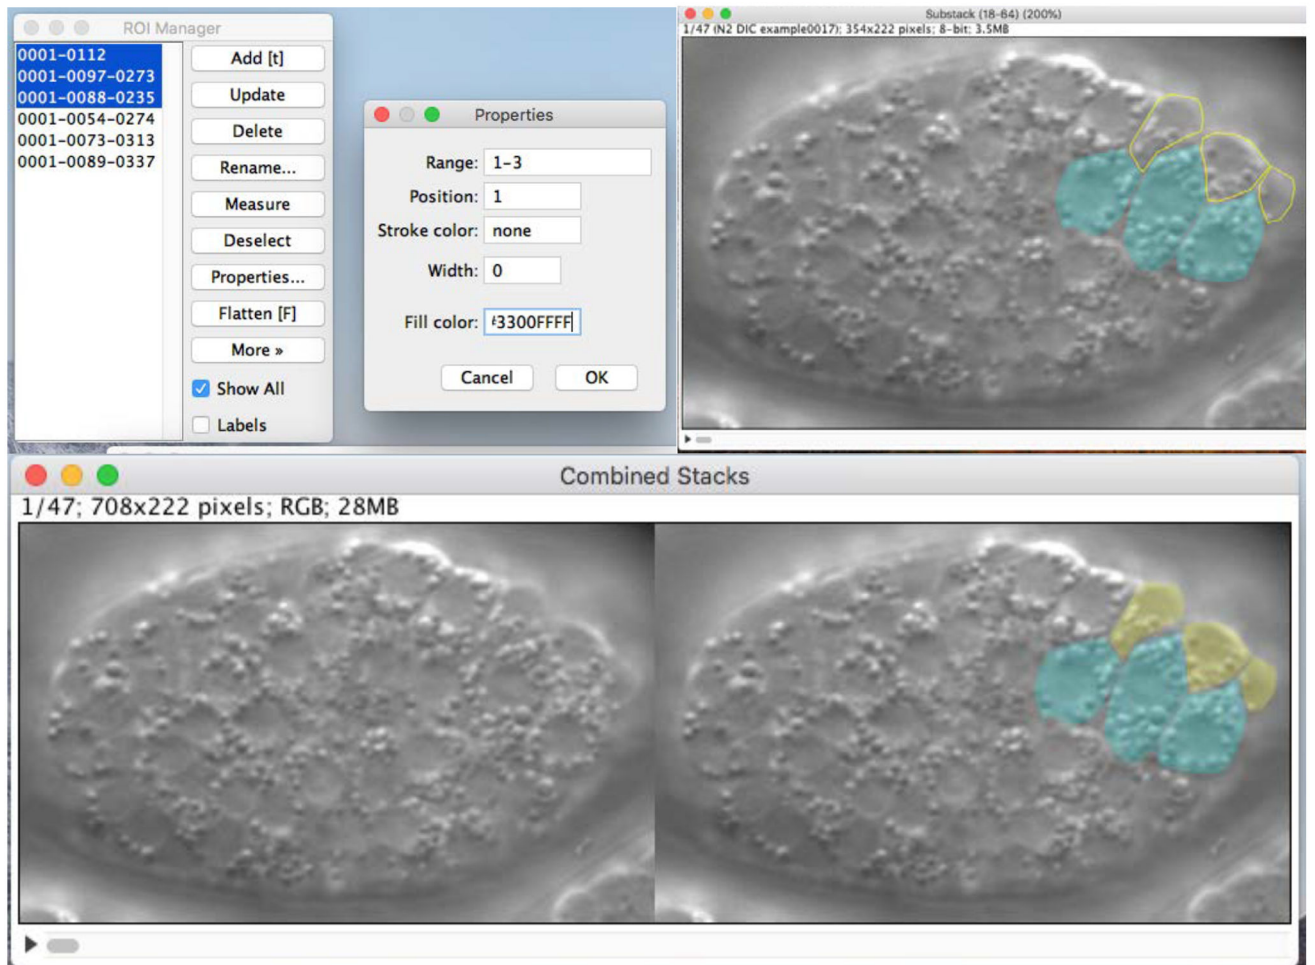 ROI Manager
0001-0112
0001-0097-0273
0001-0088-0235
0001-0054-0274
0001-0073-0313
0001-0089-0337
Add [t]
Update
Delete
Rename...
Measure
Deselect
Properties...
Flatten [F]
More »
Show All
Labels
Properties
Range: 1-3
Position: 1
Stroke color: none
Width: 0
Fill color: #3300FFFF
Cancel
OK
Substack (18-64) (200%)
1/47 (N2 DIC example0017); 354x222 pixels; 8-bit; 3.5MB
Combined Stacks
1/47; 708x222 pixels; RGB; 28MB